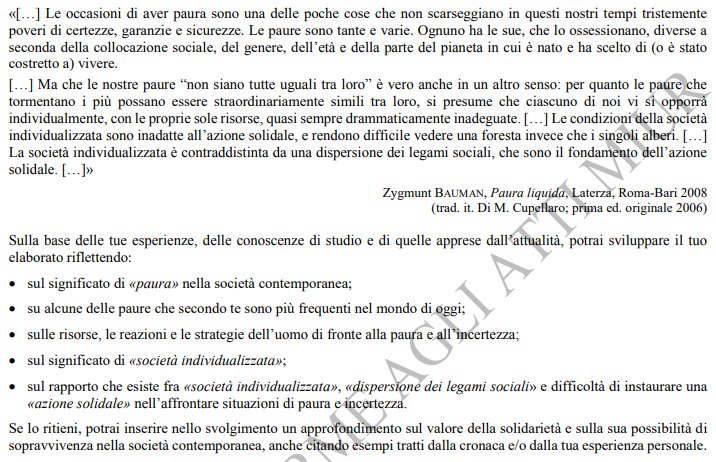 «[…] Le occasioni di aver paura sono una delle poche cose che non scarseggiano in questi nostri tempi tristemente
poveri di certezze, garanzie e sicurezze. Le paure sono tante e varie. Ognuno ha le sue, che lo ossessionano, diverse a
seconda della collocazione sociale, del genere, dell’età e della parte del pianeta in cui è nato e ha scelto di (o è stato
costretto a) vivere.
[…] Ma che le nostre paure “non siano tutte uguali tra loro” è vero anche in un altro senso: per quanto le paure che
tormentano i più possano essere straordinariamente simili tra loro, si presume che ciascuno di noi vi si opporrà
individualmente, con le proprie sole risorse, quasi sempre drammaticamente inadeguate. […] Le condizioni della società
individualizzata sono inadatte all’azione solidale, e rendono difficile vedere una foresta invece che i singoli alberi. […]
La società individualizzata è contraddistinta da una dispersione dei legami sociali, che sono il fondamento dell’azione
solidale. […]»
Zygmunt BAUMAN, Paura liquida, Laterza, Roma-Bari 2008
(trad. it. Di M. Cupellaro; prima ed. originale 2006)
Sulla base delle tue esperienze, delle conoscenze di studio e di quelle apprese dall’attualità, potrai sviluppare il tuo
elaborato riflettendo:
• sul significato di «paura» nella società contemporanea;
• su alcune delle paure che secondo te sono più frequenti nel mondo di oggi;
• sulle risorse, le reazioni e le strategie dell’uomo di fronte alla paura e all’incertezza;
• sul significato di «società individualizzata»;
• sul rapporto che esiste fra «società individualizzata», «dispersione dei legami sociali» e difficoltà di instaurare una
«azione solidale» nell’affrontare situazioni di paura e incertezza.
Se lo ritieni, potrai inserire nello svolgimento un approfondimento sul valore della solidarietà e sulla sua possibilità di
sopravvivenza nella società contemporanea, anche citando esempi tratti dalla cronaca e/o dalla tua esperienza personale.
RME AGLI ATTI MIUR